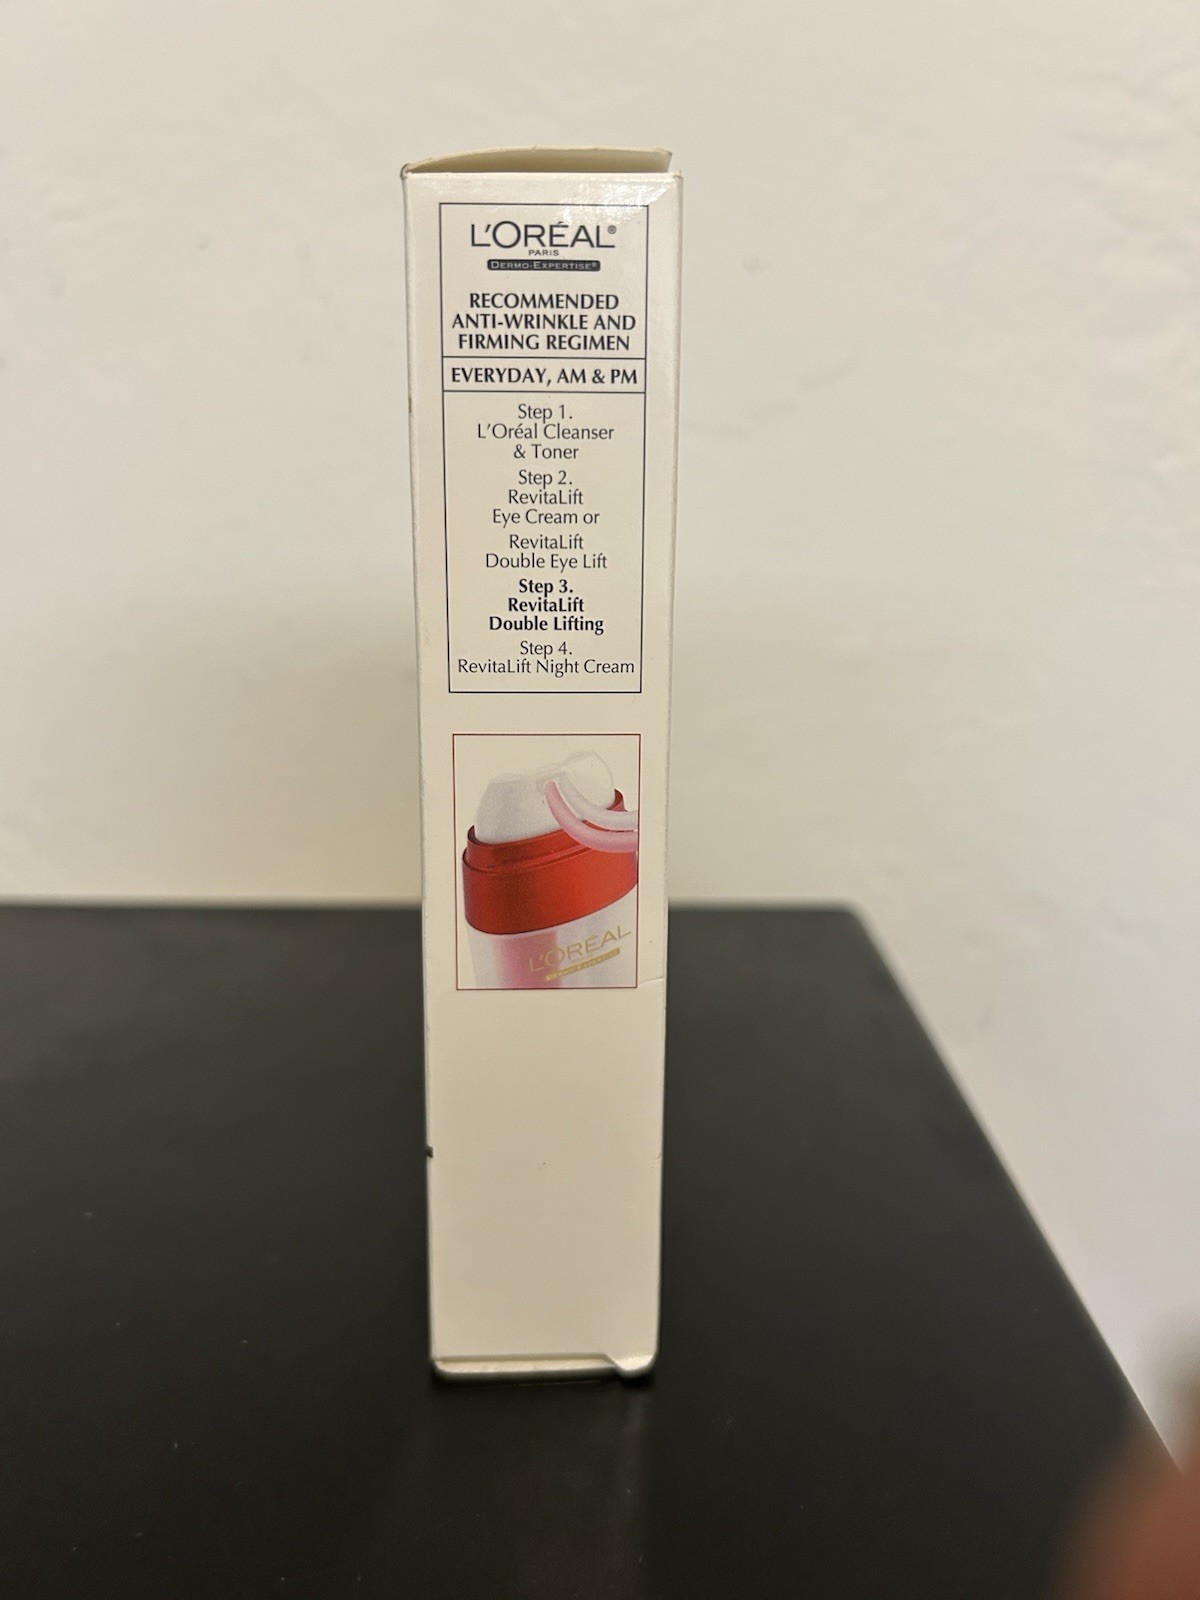 L'ORÉAL®
PARIS
DERMO-EXPERTISE®
RECOMMENDED
ANTI-WRINKLE AND
FIRMING REGIMEN
EVERYDAY, AM & PM
Step 1.
L'Oréal Cleanser
& Toner
Step 2.
RevitaLift
Eye Cream or
RevitaLift
Double Eye Lift
Step 3.
RevitaLift
Double Lifting
Step 4.
RevitaLift Night Cream
L'ORÉAL
DERMO-EXPERTISE